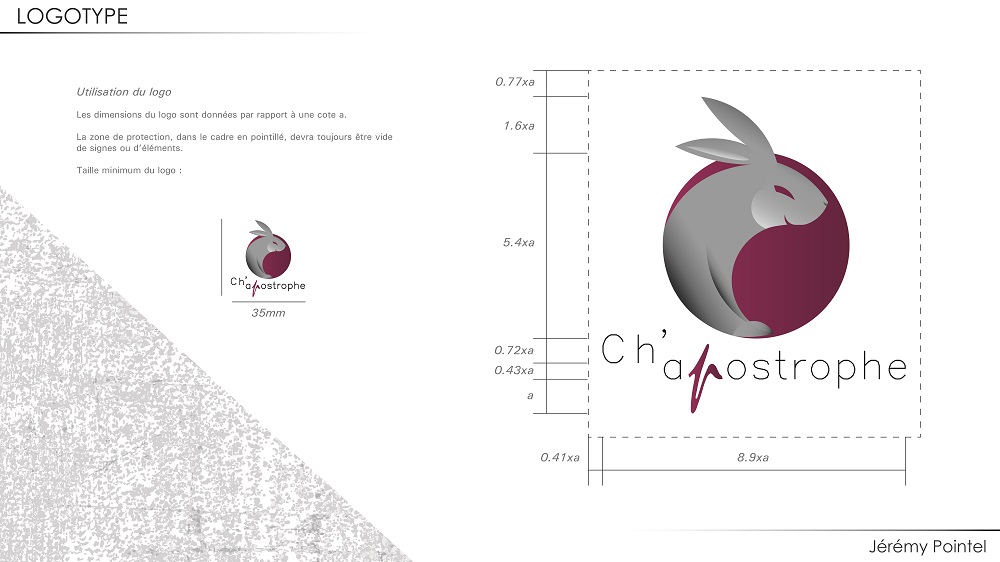 LOGOTYPE
Utilisation du logo
Les dimensions du logo sont données par rapport à une cote a.
La zone de protection, dans le cadre en pointillé, devra toujours être vide
de signes ou d'éléments.
Taille minimum du logo :
Ch'apostrophe
35mm
0.77xa
1.6xa
5.4xa
0.72xa
0.43xa
a
Ch'apostrophe
0.41xa
8.9xa
Jérémy Pointel